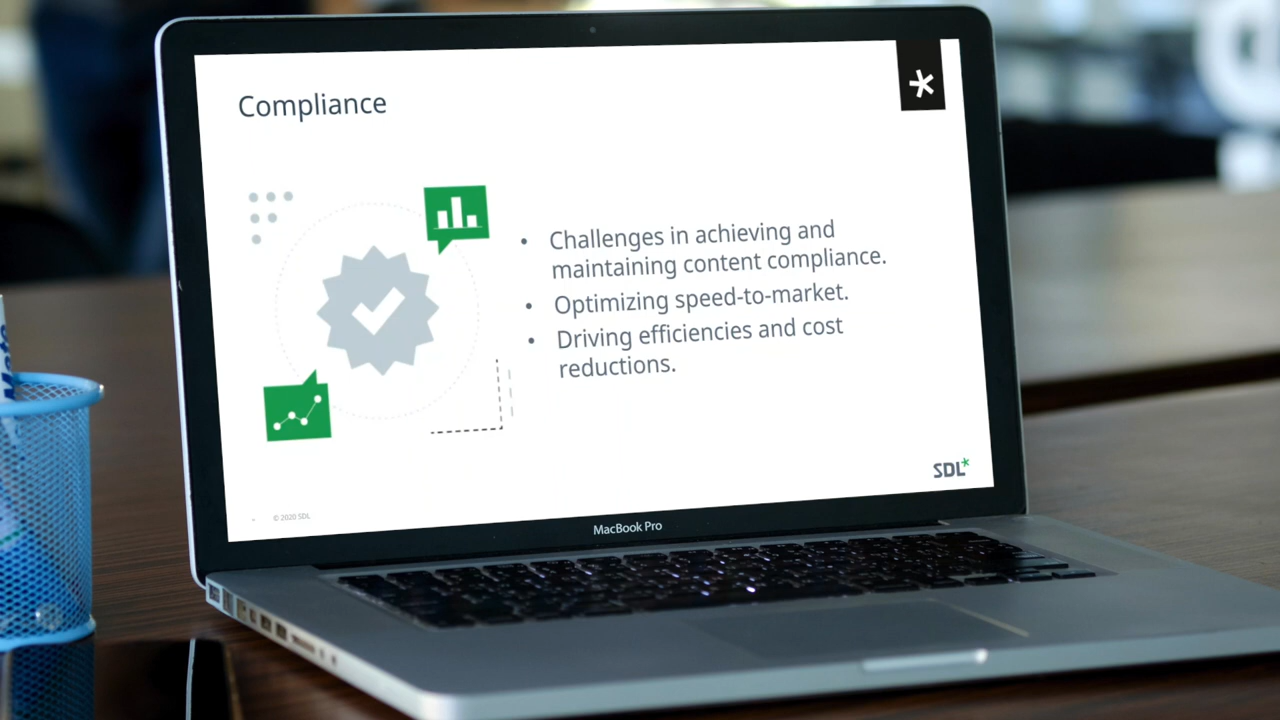 Compliance
• Challenges in achieving and
maintaining content compliance.
• Optimizing speed-to-market.
• Driving efficiencies and cost
reductions.
SDL*
© 2020 SDL
MacBook Pro